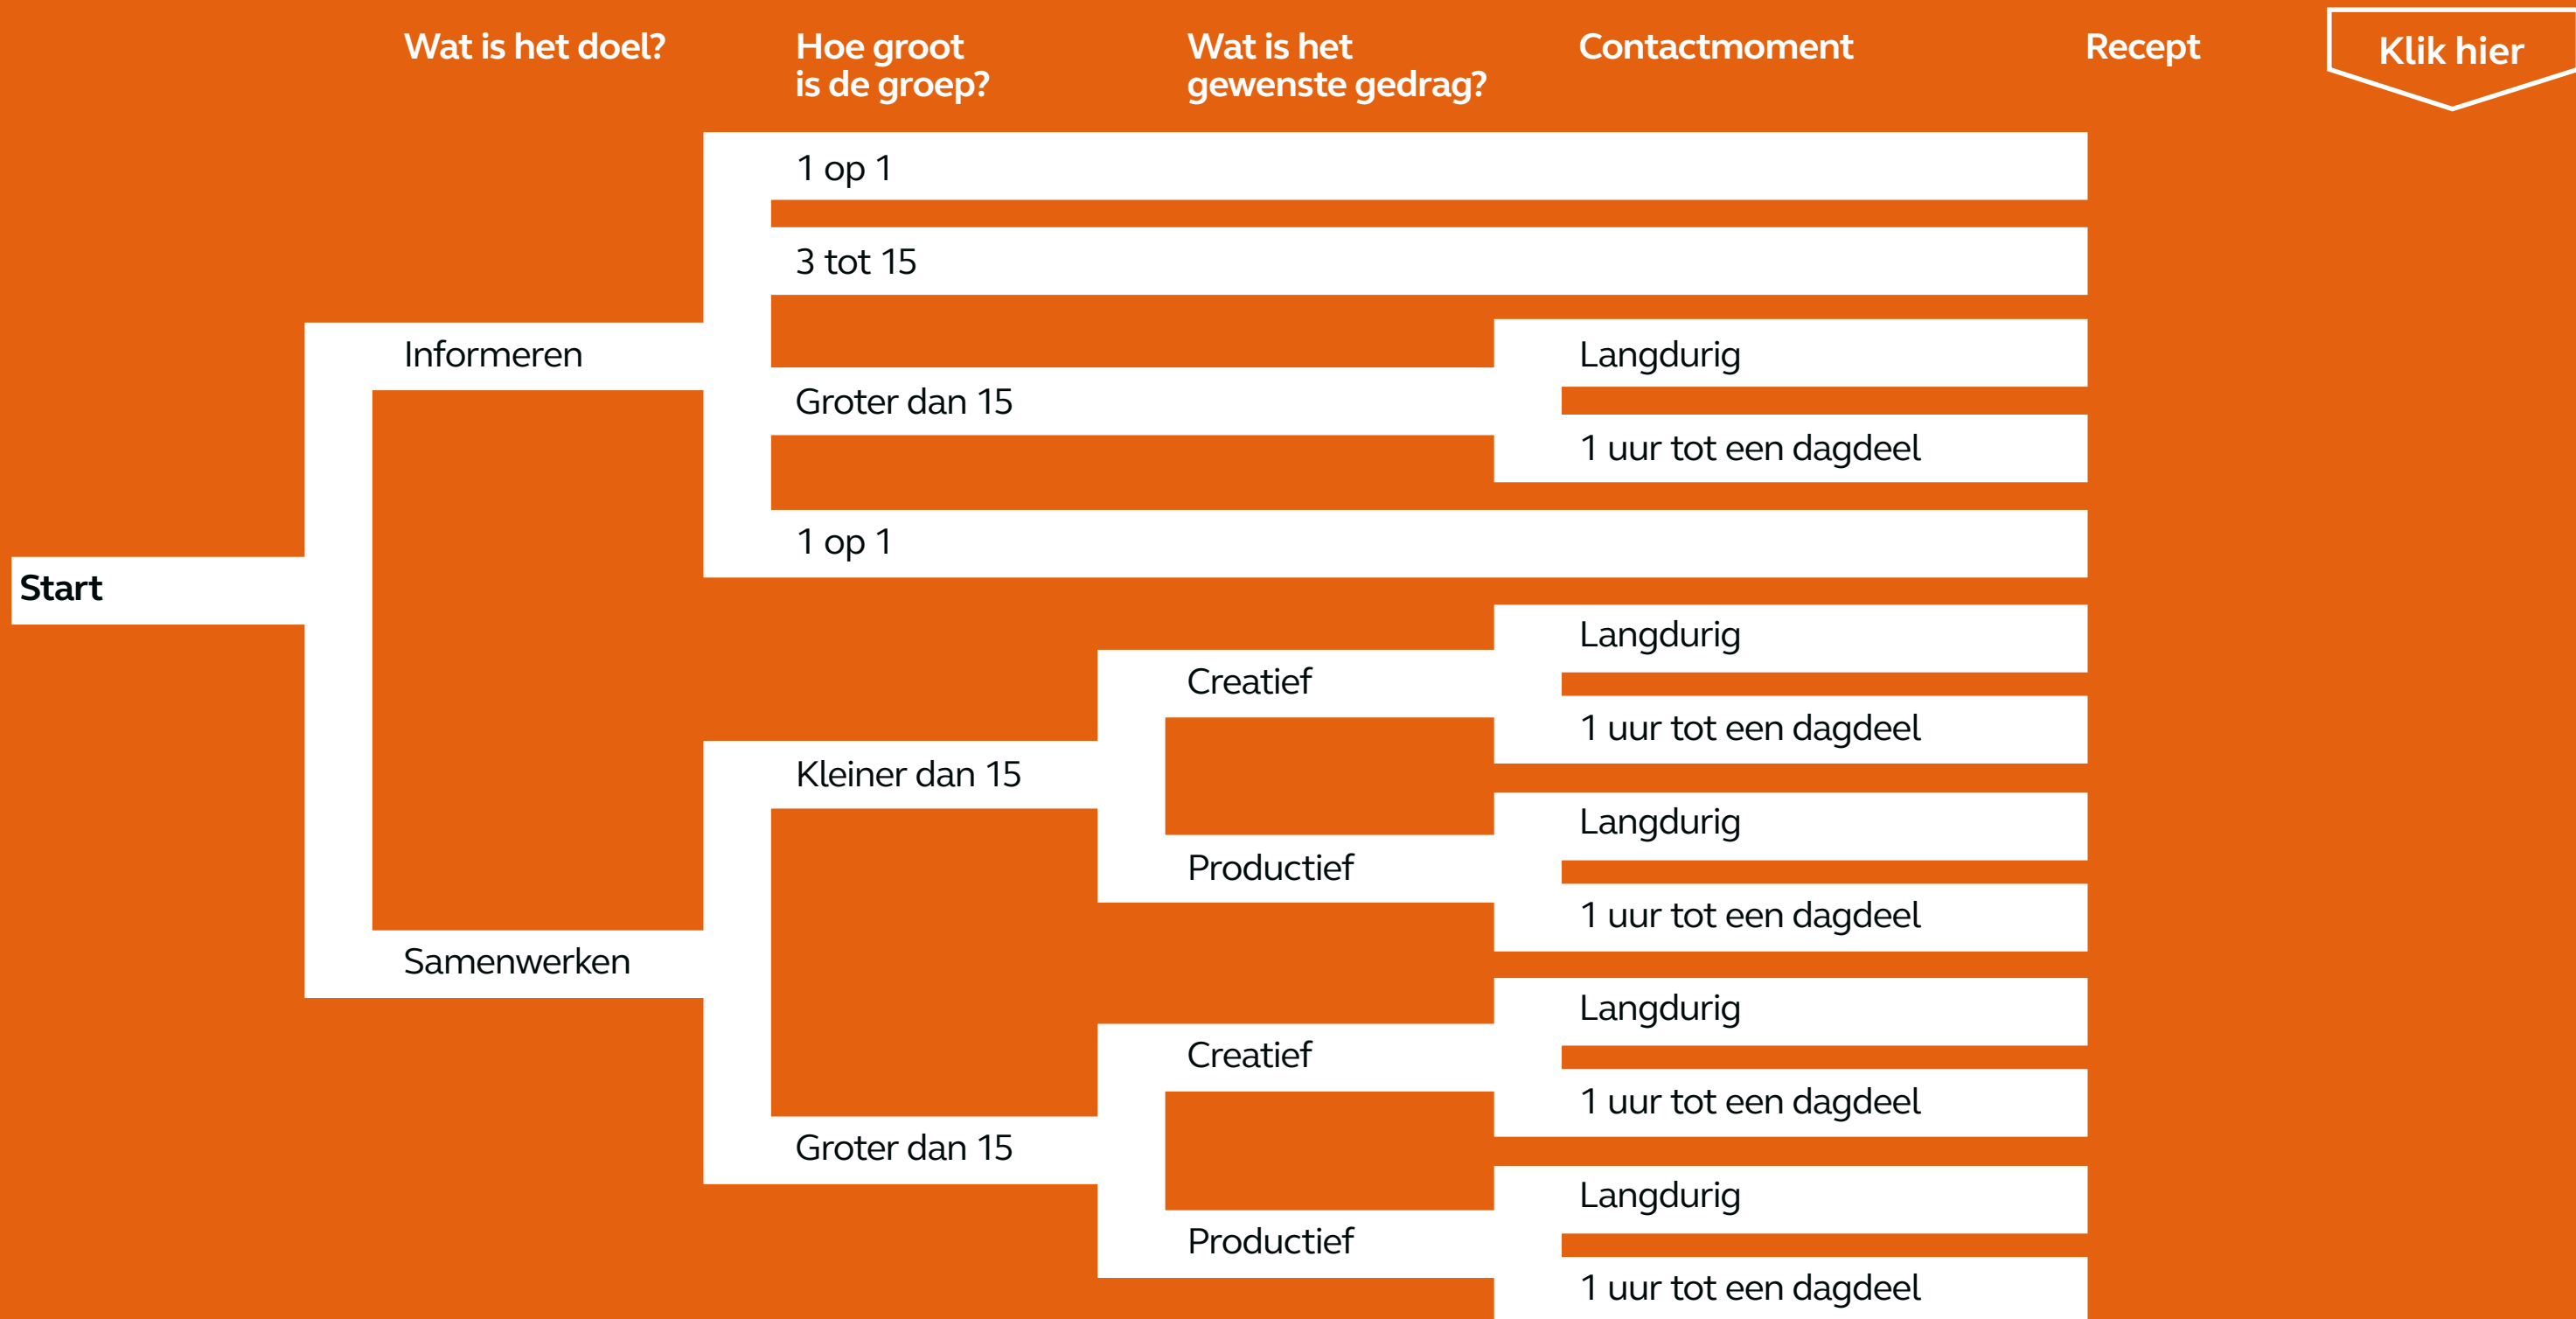 Wat is het doel?
Hoe groot
is de groep?
Wat is het
gewenste gedrag?
Contactmoment
Recept
Klik hier
1 op 1
3 tot 15
Informeren
Langdurig
Groter dan 15
1 uur tot een dagdeel
1 op 1
Start
Langdurig
Creatief
1 uur tot een dagdeel
Kleiner dan 15
Langdurig
Productief
1 uur tot een dagdeel
Samenwerken
Langdurig
Creatief
1 uur tot een dagdeel
Groter dan 15
Langdurig
Productief
1 uur tot een dagdeel